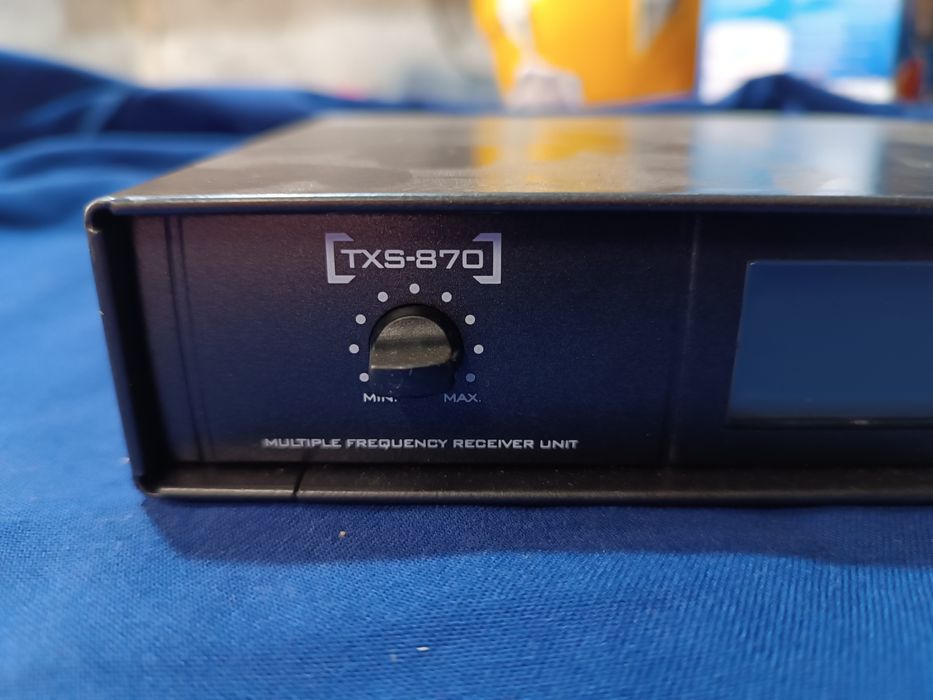 TXS-870
MIN. MAX.
MULTIPLE FREQUENCY RECEIVER UNIT